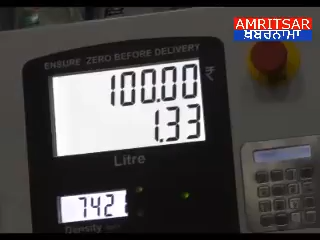 AMRITSAR
ਖ਼ਬਰਨਾਮਾ
ENSURE ZERO BEFORE DELIVERY
100.00 ₹
1.33
Litre
742
Density